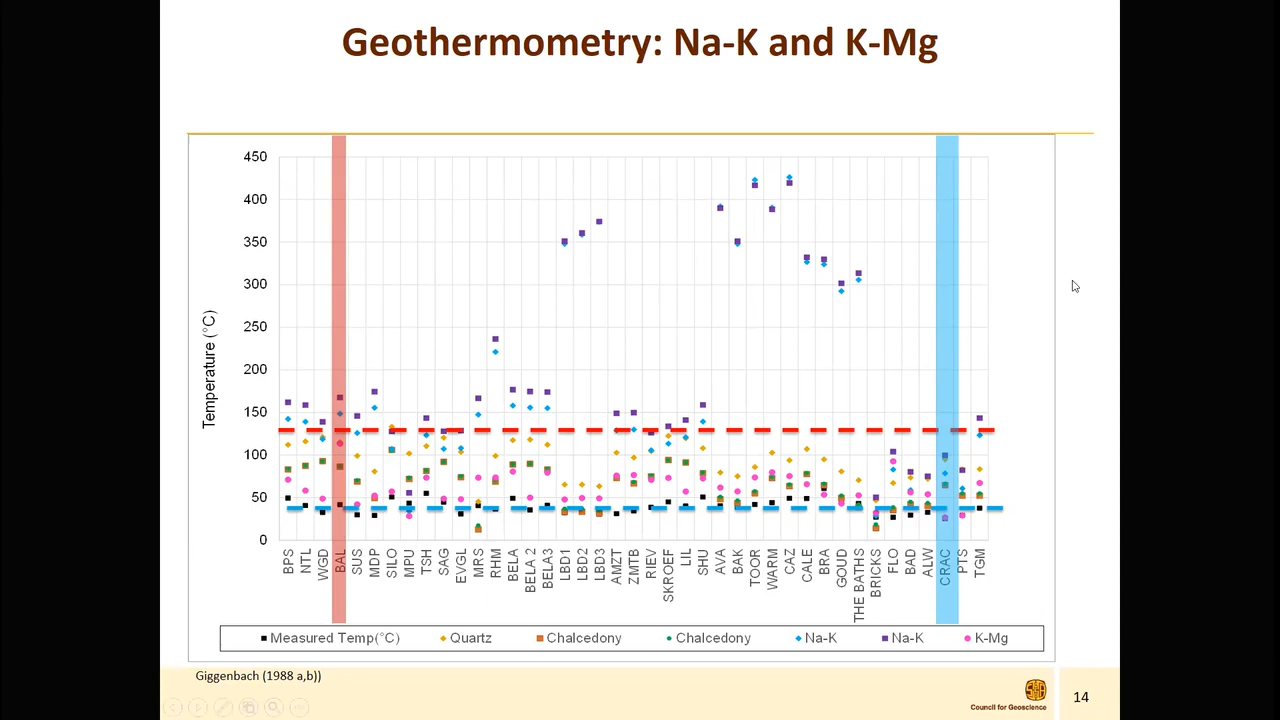 Geothermometry: Na-K and K-Mg
450
400
350
300
250
200
150
100
50
0
Temperature (°C)
BPS
NTL
WGD
BAL
SUS
MDP
SILO
MPU
TSH
SAG
EVGL
MRS
RHM
BELA
BELA 2
BELA3
LBD1
LBD2
LBD3
AMZT
ZMTB
RIEV
SKROEF
LIL
SHU
AVA
BAK
TOOR
WARM
CAZ
CALE
BRA
GOUD
THE BATHS
BRICKS
FLO
BAD
ALW
CRAC
PTS
TGM
Measured Temp(°C) Quartz Chalcedony Chalcedony Na-K Na-K K-Mg
Giggenbach (1988 a,b))
Council for Geoscience
14